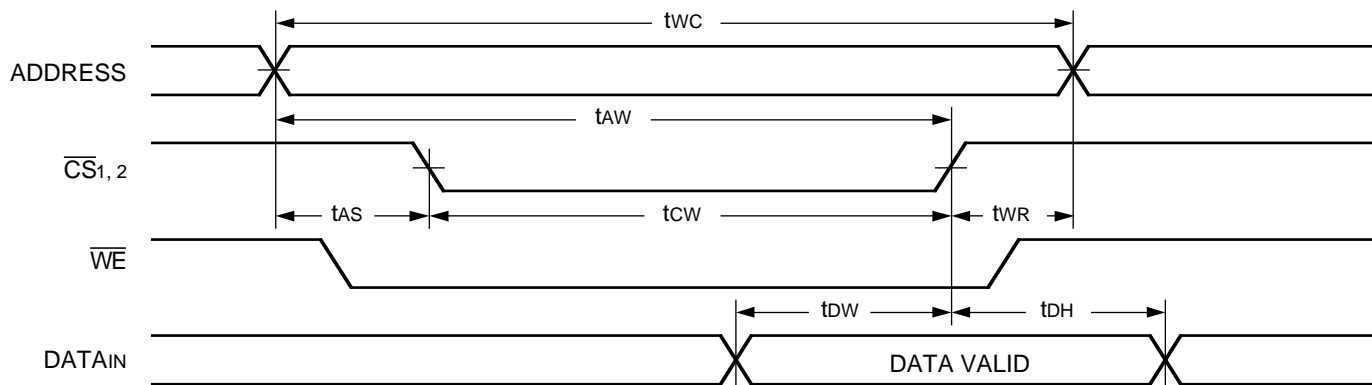 tWC
ADDRESS
tAW
CS1, 2
tAS
tCW
tWR
WE
tDW
tDH
DATAIN
DATA VALID